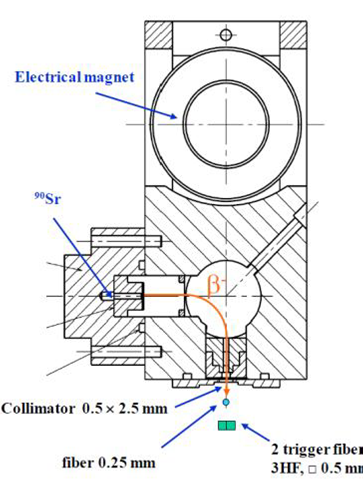 Electrical magnet
⁹⁰Sr
β⁻
Collimator 0.5 × 2.5 mm
fiber 0.25 mm
2 trigger fiber
3HF, □ 0.5 m